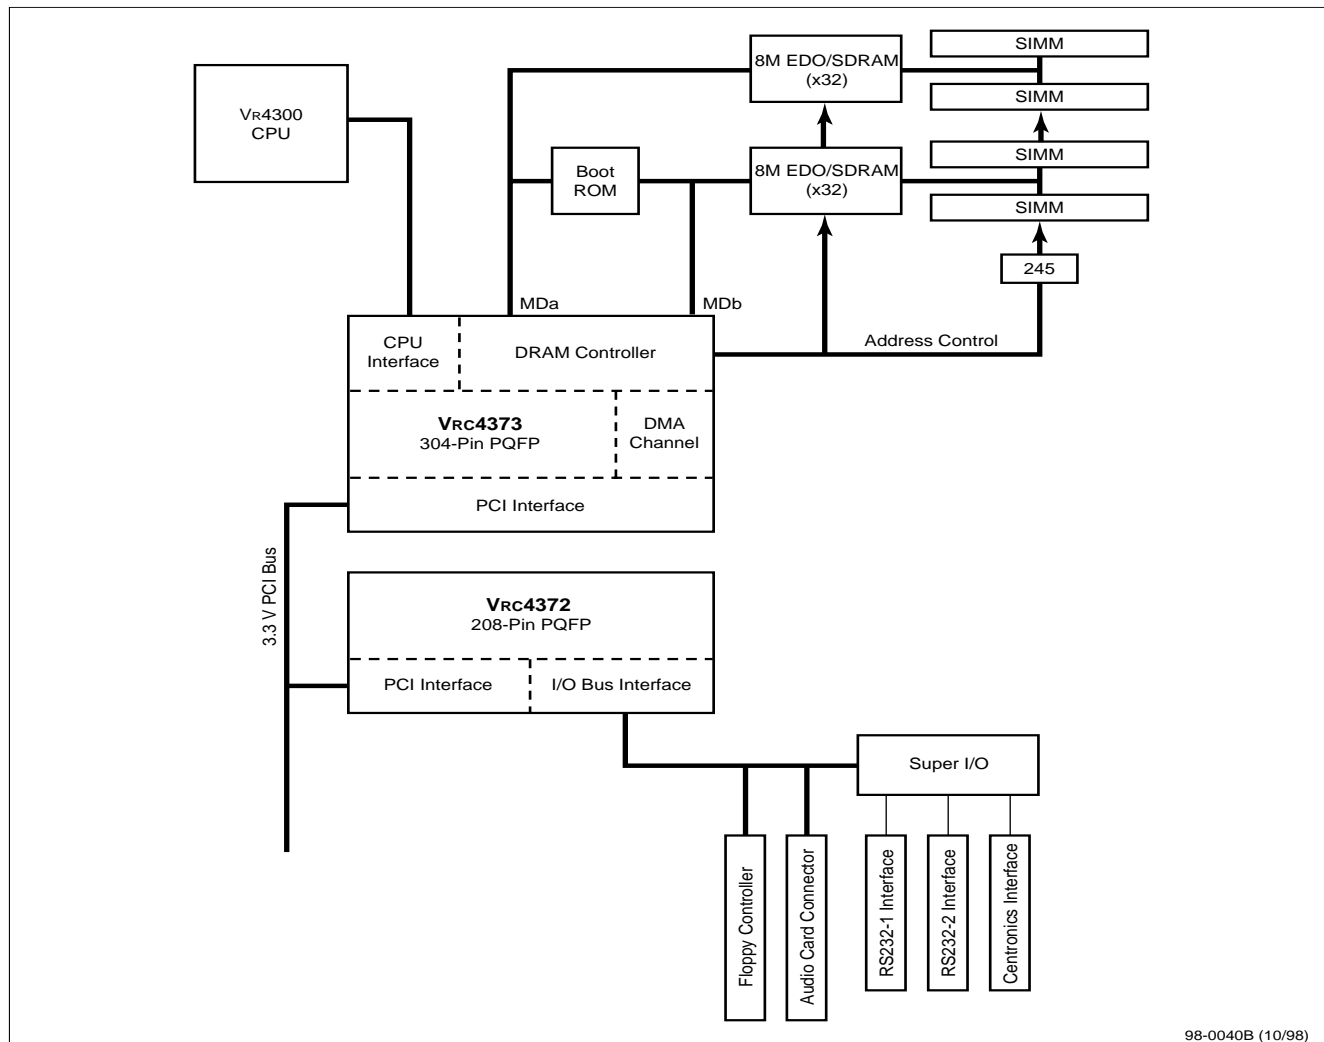 VR4300
CPU
8M EDO/SDRAM
(x32)
SIMM
SIMM
Boot
ROM
8M EDO/SDRAM
(x32)
SIMM
SIMM
245
MDa
MDb
Address Control
CPU
Interface
DRAM Controller
VRC4373
304-Pin PQFP
DMA
Channel
PCI Interface
3.3 V PCI Bus
VRC4372
208-Pin PQFP
PCI Interface
I/O Bus Interface
Super I/O
Floppy Controller
Audio Card Connector
RS232-1 Interface
RS232-2 Interface
Centronics Interface
98-0040B (10/98)